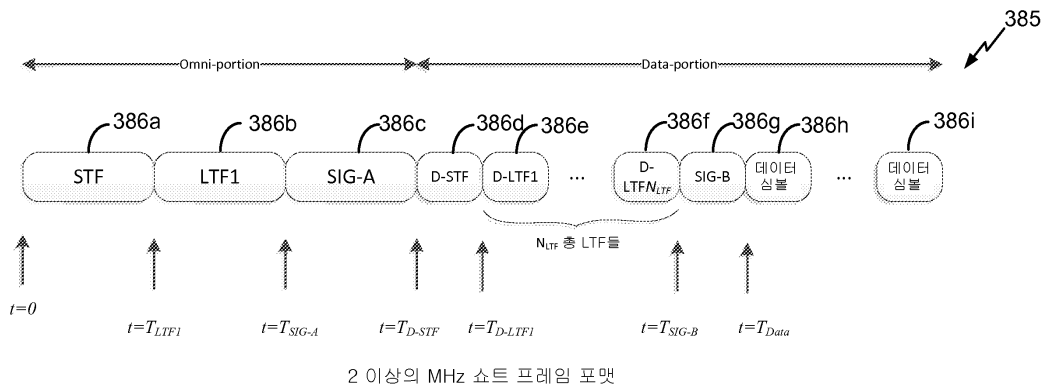 385
Omni-portion
Data-portion
386a
386b
386c
386d
386e
386f
386g
386h
386i
STF
LTF1
SIG-A
D-STF
D-LTF1
...
D-
LTFN_LTF
SIG-B
데이터
심볼
...
데이터
심볼
N_LTF 총 LTF들
t=0
t=T_LTF1
t=T_SIG-A
t=T_D-STF
t=T_D-LTF1
t=T_SIG-B
t=T_Data
2 이상의 MHz 쇼트 프레임 포맷